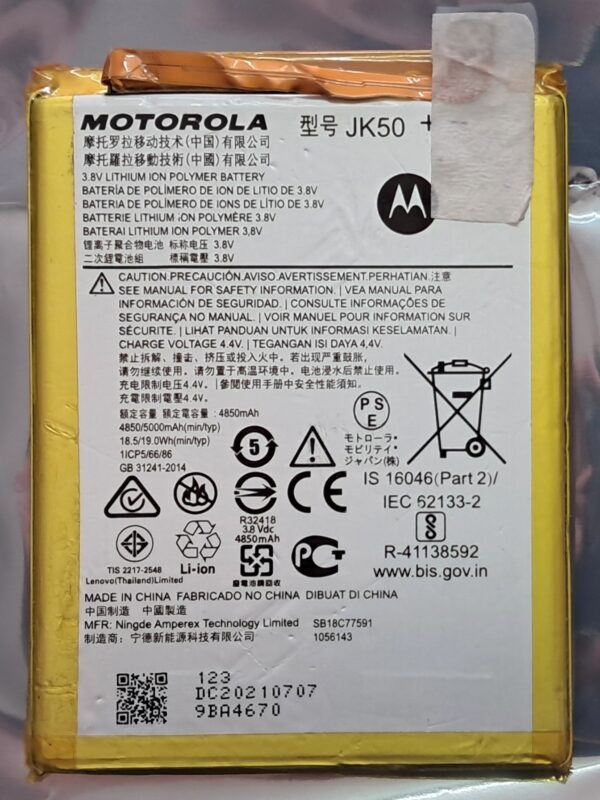 MOTOROLA 型号 JK50 +
摩托罗拉移动技术(中国)有限公司
摩托羅拉移動技術(中國)有限公司
3.8V LITHIUM ION POLYMER BATTERY
BATERÍA DE POLÍMERO DE ION DE LITIO DE 3.8V
BATERIA DE POLÍMERO DE ÍONS DE LÍTIO DE 3.8V
BATTERIE LITHIUM ION POLYMÈRE 3.8V
BATERAI LITHIUM ION POLYMER 3,8V
锂离子聚合物电池 标称电压 3.8V
二次鋰電池組 標稱電壓 3.8V
CAUTION.PRECAUCIÓN.AVISO.AVERTISSEMENT.PERHATIAN.注意
SEE MANUAL FOR SAFETY INFORMATION. | VEA MANUAL PARA
INFORMACIÓN DE SEGURIDAD. | CONSULTE INFORMAÇÕES DE
SEGURANÇA NO MANUAL. | VOIR MANUEL POUR INFORMATION SUR
SÉCURITE. | LIHAT PANDUAN UNTUK INFORMASI KESELAMATAN. |
CHARGE VOLTAGE 4.4V. | TEGANGAN ISI DAYA 4,4V.
禁止拆解、撞击、挤压或投入火中。若出现严重鼓胀，
请勿继续使用。请勿置于高温环境中。电池浸水后禁止使用。
充电限制电压4.4V。 | 參閱使用手册中安全性能資訊。
充電限制電壓4.4V。
额定容量 額定電容量 : 4850mAh
4850/5000mAh(min/typ)
18.5/19.0Wh(min/typ)
1ICP5/66/86
GB 31241-2014
5
PS
E
モトローラ•
モビリティ•
ジャパン(株)
IS 16046(Part 2)/
IEC 62133-2
R-41138592
www.bis.gov.in
CE
R32418
3.8 Vdc
4850mAh
TIS 2217-2548
Lenovo(Thailand)Limited
Li-ion
廢電池請回收
MADE IN CHINA FABRICADO NO CHINA DIBUAT DI CHINA
中国制造 中國製造
MFR: Ningde Amperex Technology Limited SB18C77591
制造商：宁德新能源科技有限公司 1056143
123
DC20210707
9BA4670